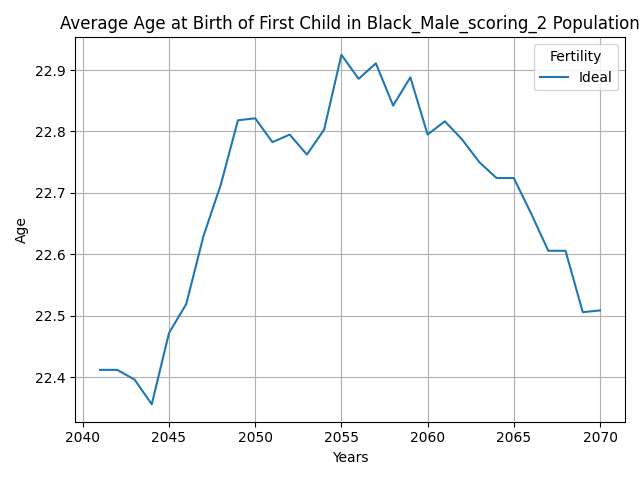 Average Age at Birth of First Child in Black_Male_scoring_2 Population
Fertility
Ideal
22.9
22.8
22.7
22.6
22.5
22.4
Age
2040 2045 2050 2055 2060 2065 2070
Years